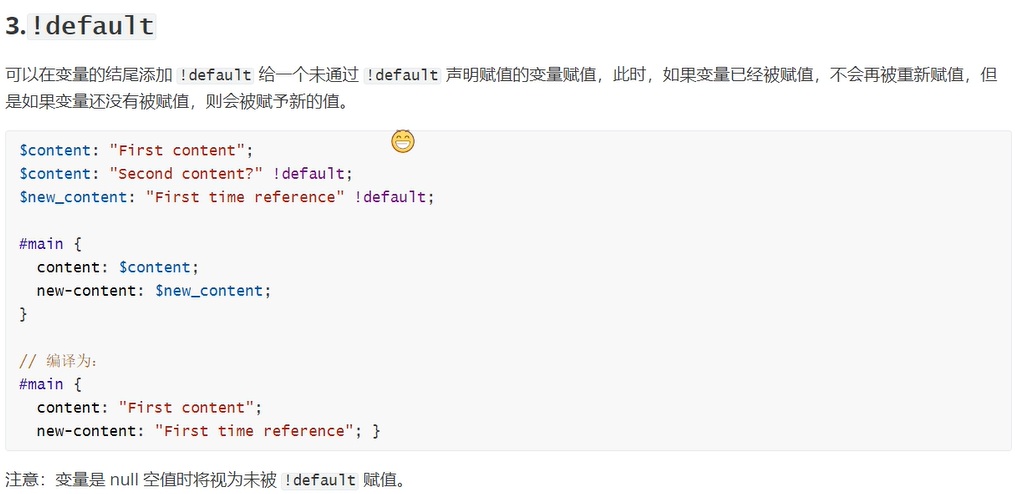 3.!default
可以在变量的结尾添加 !default 给一个未通过 !default 声明赋值的变量赋值，此时，如果变量已经被赋值，不会再被重新赋值，但
是如果变量还没有被赋值，则会被赋予新的值。
$content: "First content";
$content: "Second content?" !default;
$new_content: "First time reference" !default;
#main {
  content: $content;
  new-content: $new_content;
}
// 编译为:
#main {
  content: "First content";
  new-content: "First time reference"; }
注意：变量是 null 空值时将视为未被 !default 赋值。